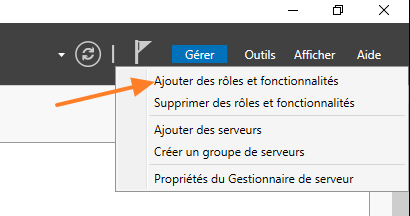 Gérer Outils Afficher Aide
Ajouter des rôles et fonctionnalités
Supprimer des rôles et fonctionnalités
Ajouter des serveurs
Créer un groupe de serveurs
Propriétés du Gestionnaire de serveur